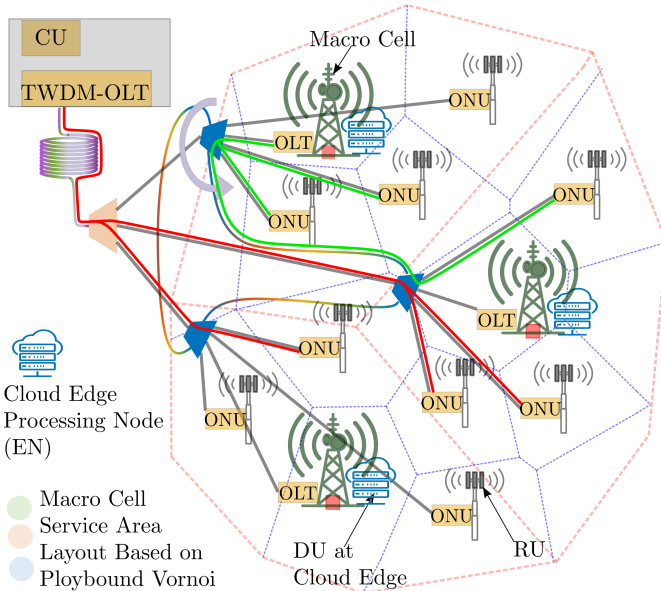 CU
TWDM-OLT
Macro Cell
ONU
OLT
ONU
ONU
ONU
OLT
ONU
ONU
ONU
ONU
OLT
ONU
Cloud Edge
Processing Node
(EN)
Macro Cell
Service Area
Layout Based on
Ploybound Vornoi
DU at
Cloud Edge
RU